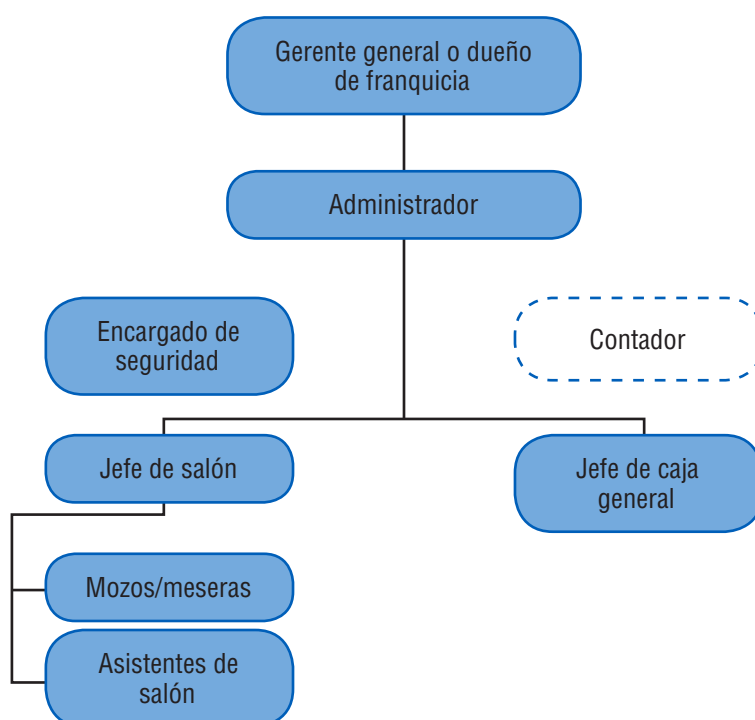 Gerente general o dueño
de franquicia
Administrador
Encargado de
seguridad
Contador
Jefe de salón
Jefe de caja
general
Mozos/meseras
Asistentes de
salón